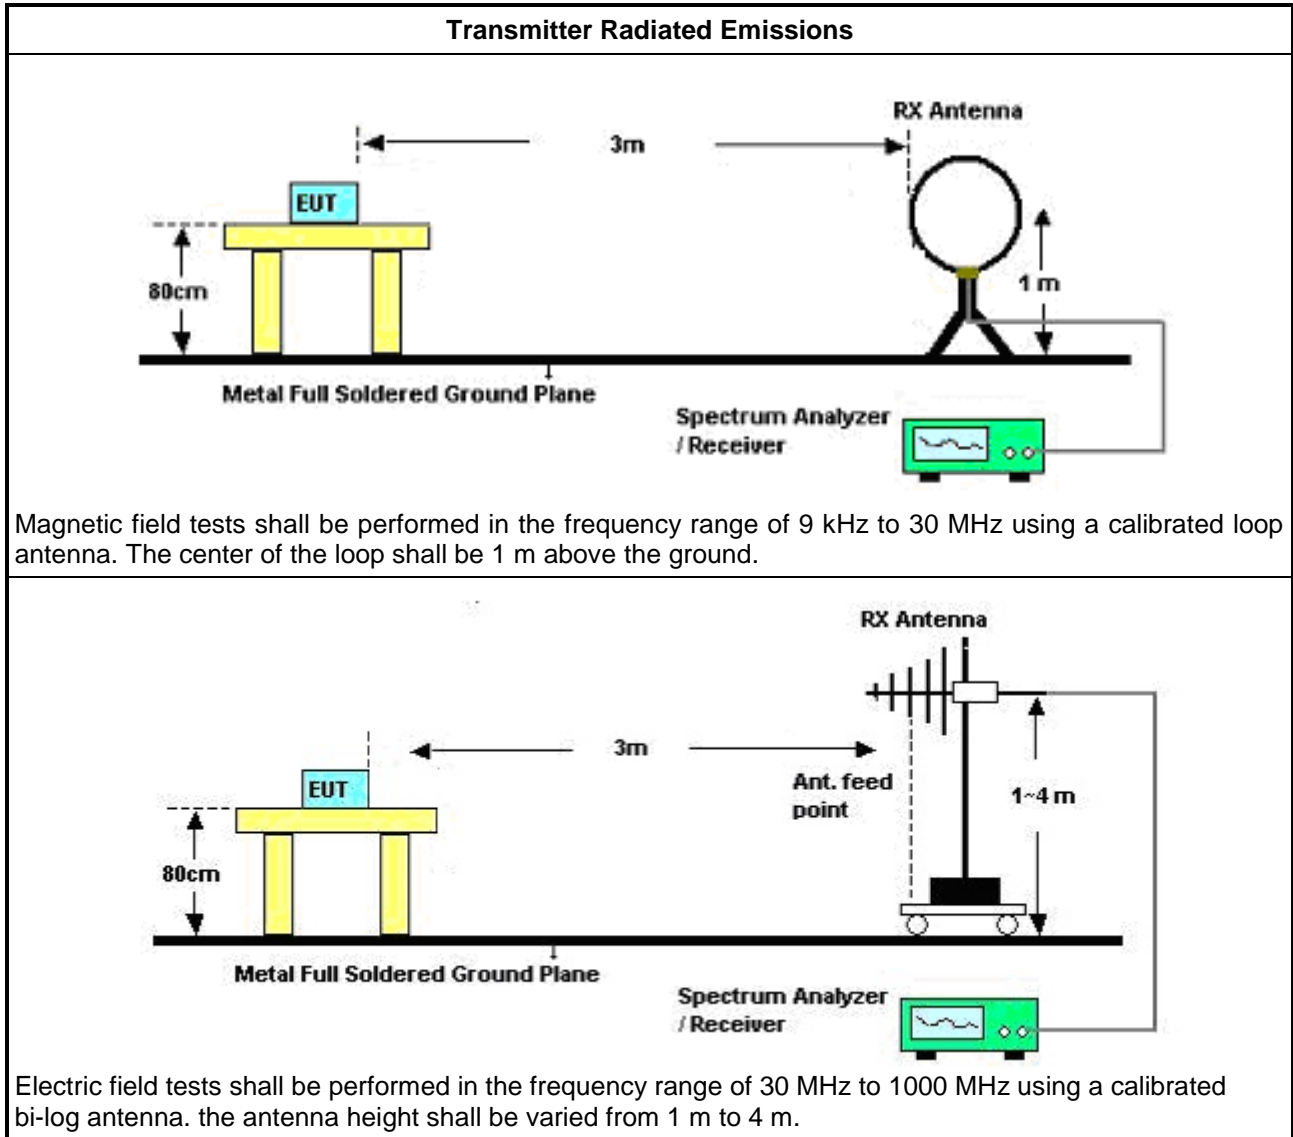 Transmitter Radiated Emissions
RX Antenna
3m
EUT
80cm
1 m
Metal Full Soldered Ground Plane
Spectrum Analyzer
/ Receiver
Magnetic field tests shall be performed in the frequency range of 9 kHz to 30 MHz using a calibrated loop
antenna. The center of the loop shall be 1 m above the ground.
RX Antenna
3m
EUT
Ant. feed
point
1~4 m
80cm
Metal Full Soldered Ground Plane
Spectrum Analyzer
/ Receiver
Electric field tests shall be performed in the frequency range of 30 MHz to 1000 MHz using a calibrated
bi-log antenna. the antenna height shall be varied from 1 m to 4 m.